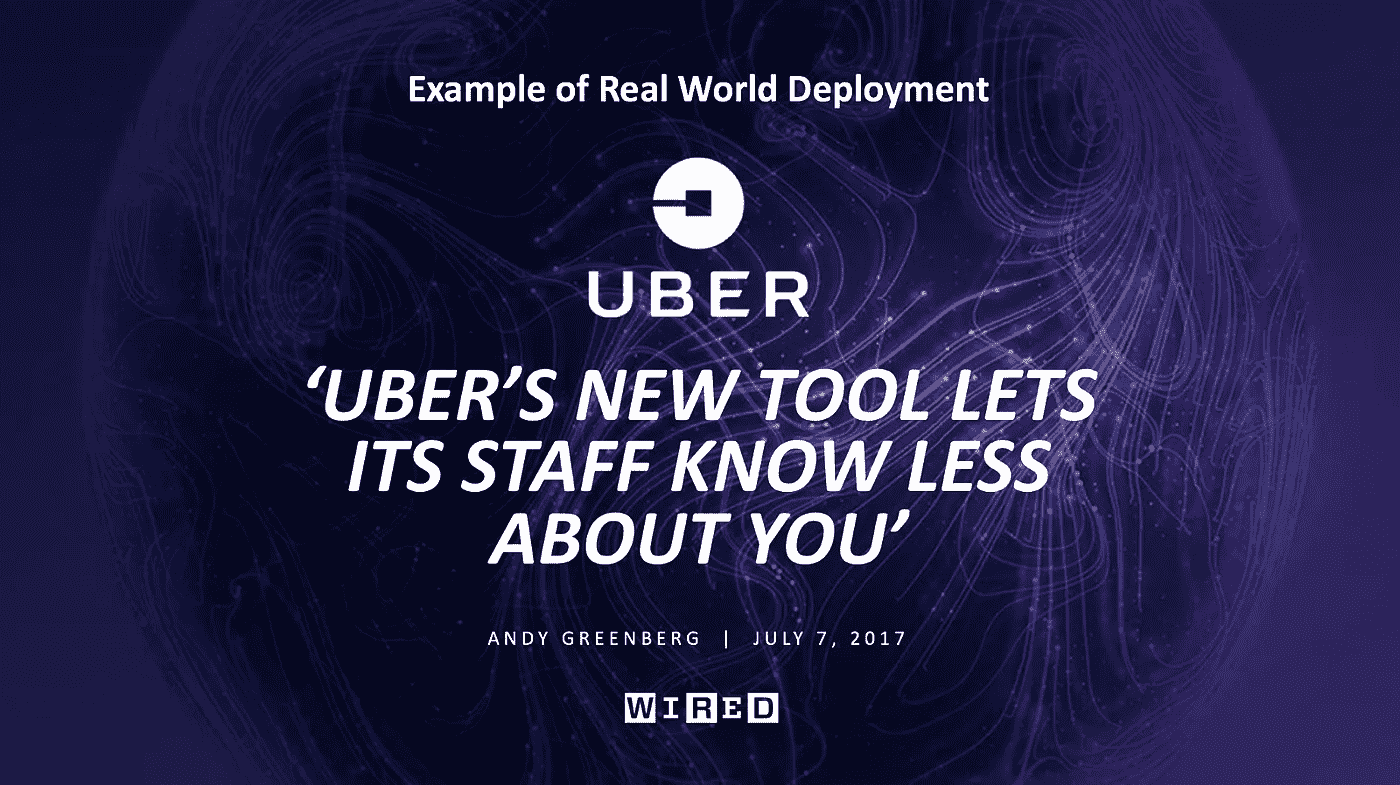 Example of Real World Deployment
UBER
‘UBER’S NEW TOOL LETS
ITS STAFF KNOW LESS
ABOUT YOU’
ANDY GREENBERG | JULY 7, 2017
WIRED